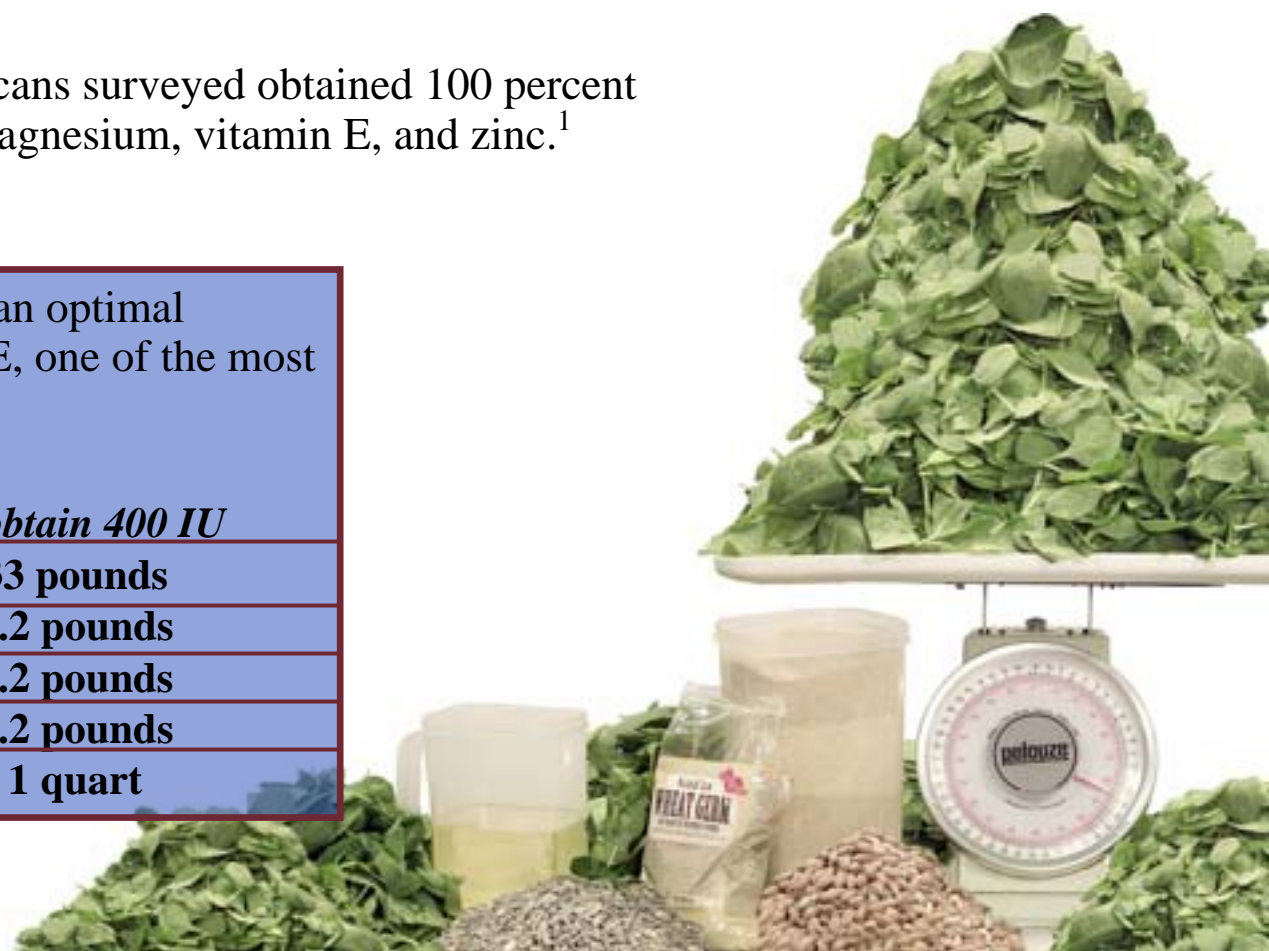 cans surveyed obtained 100 percent
agnesium, vitamin E, and zinc.1
an optimal
E, one of the most
obtain 400 IU
33 pounds
.2 pounds
.2 pounds
.2 pounds
1 quart
WHEAT GERM
pelouze